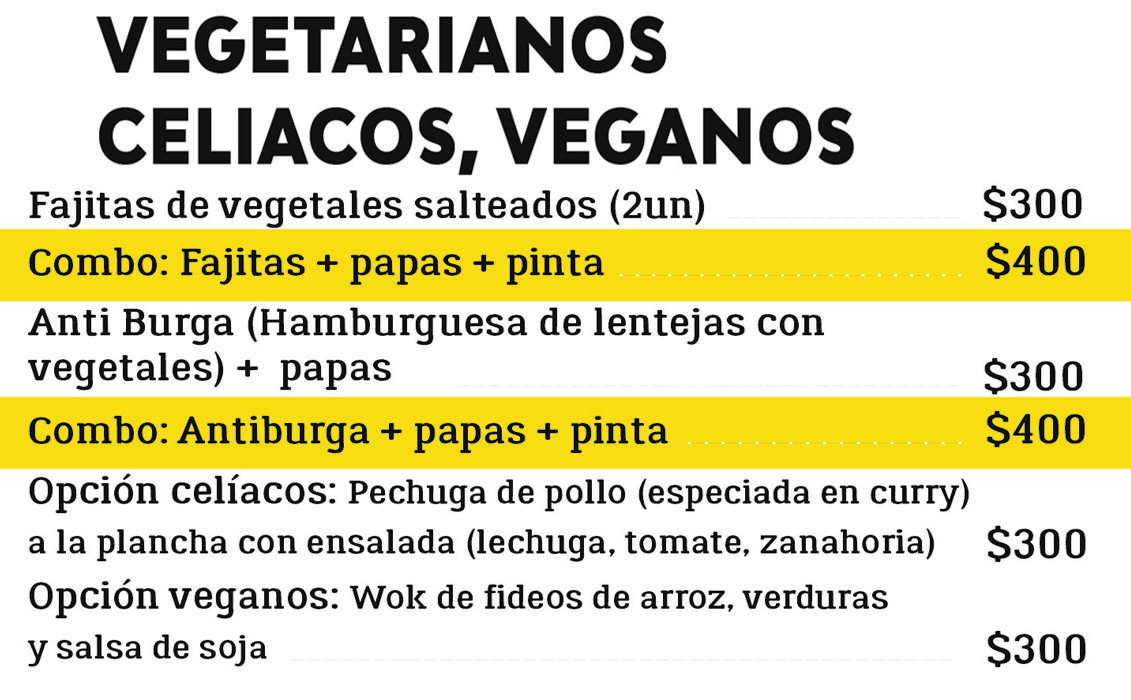 VEGETARIANOS
CELIACOS, VEGANOS
Fajitas de vegetales salteados (2un) $300
Combo: Fajitas + papas + pinta $400
Anti Burga (Hamburguesa de lentejas con
vegetales) + papas $300
Combo: Antiburga + papas + pinta $400
Opción celíacos: Pechuga de pollo (especiada en curry)
a la plancha con ensalada (lechuga, tomate, zanahoria) $300
Opción veganos: Wok de fideos de arroz, verduras
y salsa de soja $300